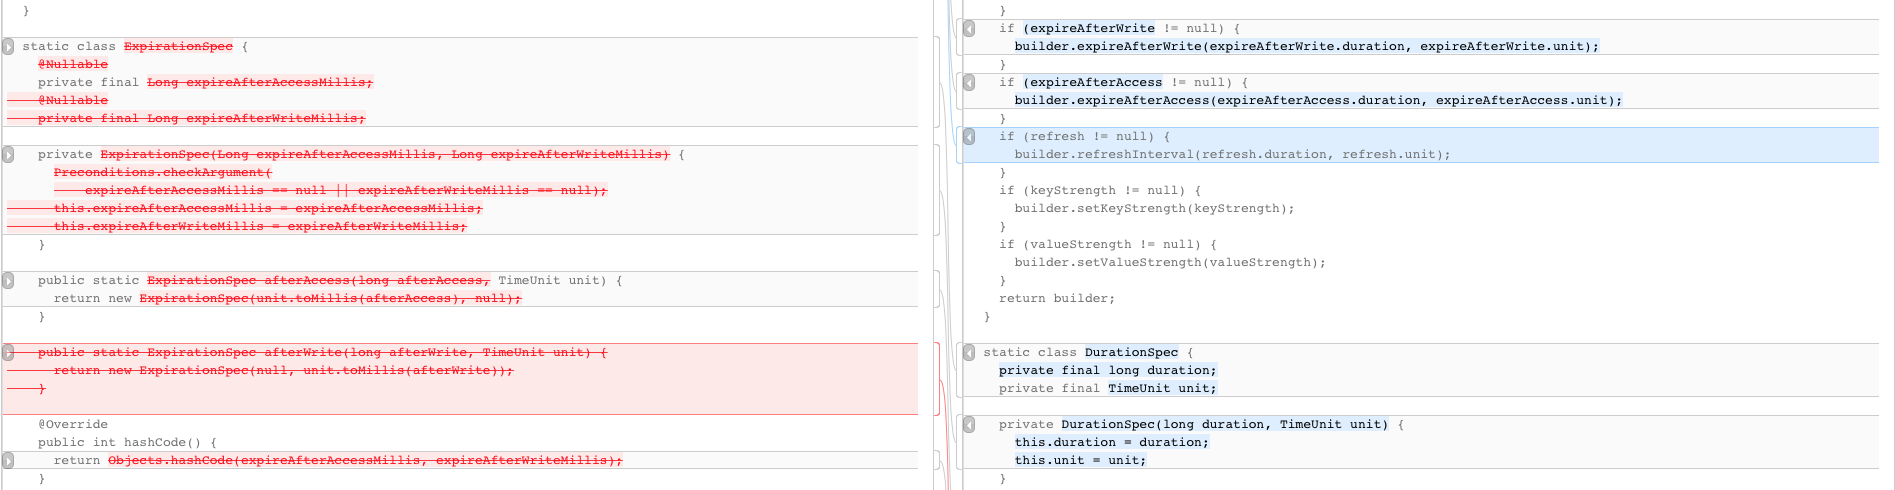 }
static class ExpirationSpec {
@Nullable
private final Long expireAfterAccessMillis;
@Nullable
private final Long expireAfterWriteMillis;
private ExpirationSpec(Long expireAfterAccessMillis, Long expireAfterWriteMillis) {
Preconditions.checkArgument(
expireAfterAccessMillis == null || expireAfterWriteMillis == null);
this.expireAfterAccessMillis = expireAfterAccessMillis;
this.expireAfterWriteMillis = expireAfterWriteMillis;
}
public static ExpirationSpec afterAccess(long afterAccess, TimeUnit unit) {
return new ExpirationSpec(unit.toMillis(afterAccess), null);
}
public static ExpirationSpec afterWrite(long afterWrite, TimeUnit unit) {
return new ExpirationSpec(null, unit.toMillis(afterWrite));
}
@Override
public int hashCode() {
return Objects.hashCode(expireAfterAccessMillis, expireAfterWriteMillis);
}
}
if (expireAfterWrite != null) {
builder.expireAfterWrite(expireAfterWrite.duration, expireAfterWrite.unit);
}
if (expireAfterAccess != null) {
builder.expireAfterAccess(expireAfterAccess.duration, expireAfterAccess.unit);
}
if (refresh != null) {
builder.refreshInterval(refresh.duration, refresh.unit);
}
if (keyStrength != null) {
builder.setKeyStrength(keyStrength);
}
if (valueStrength != null) {
builder.setValueStrength(valueStrength);
}
return builder;
}
static class DurationSpec {
private final long duration;
private final TimeUnit unit;
private DurationSpec(long duration, TimeUnit unit) {
this.duration = duration;
this.unit = unit;
}